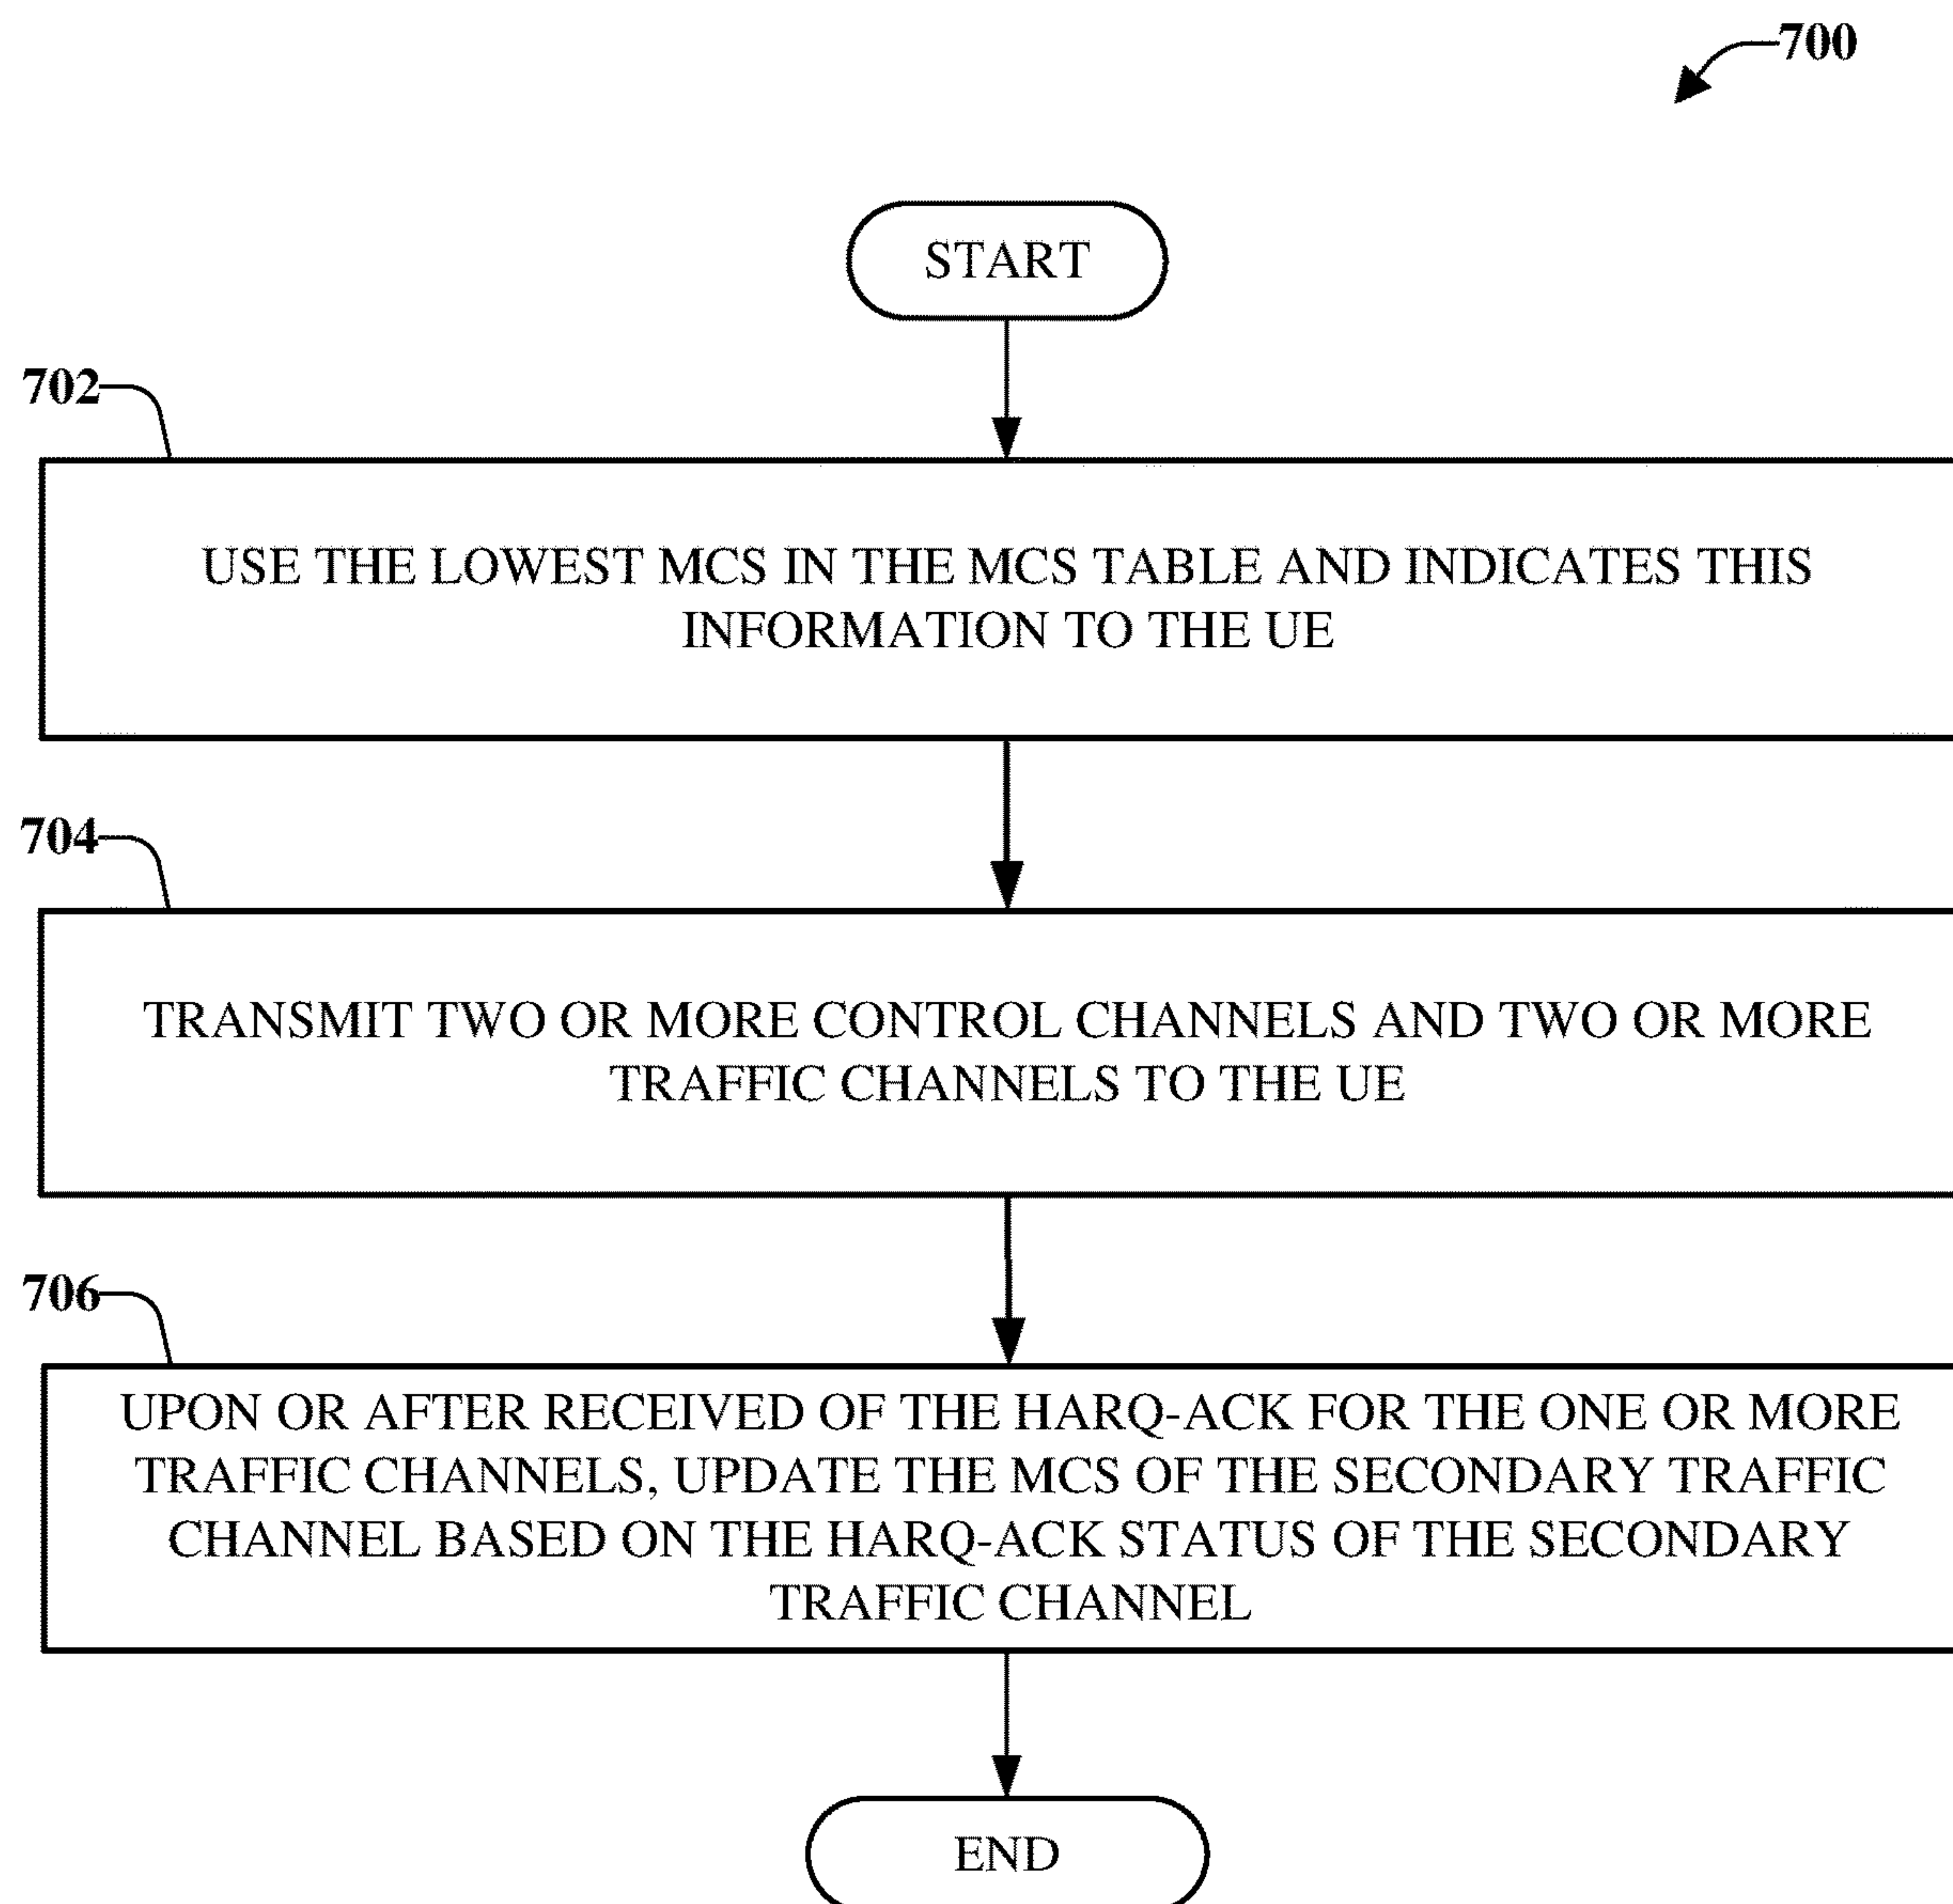 700
START
702
USE THE LOWEST MCS IN THE MCS TABLE AND INDICATES THIS
INFORMATION TO THE UE
704
TRANSMIT TWO OR MORE CONTROL CHANNELS AND TWO OR MORE
TRAFFIC CHANNELS TO THE UE
706
UPON OR AFTER RECEIVED OF THE HARQ-ACK FOR THE ONE OR MORE
TRAFFIC CHANNELS, UPDATE THE MCS OF THE SECONDARY TRAFFIC
CHANNEL BASED ON THE HARQ-ACK STATUS OF THE SECONDARY
TRAFFIC CHANNEL
END